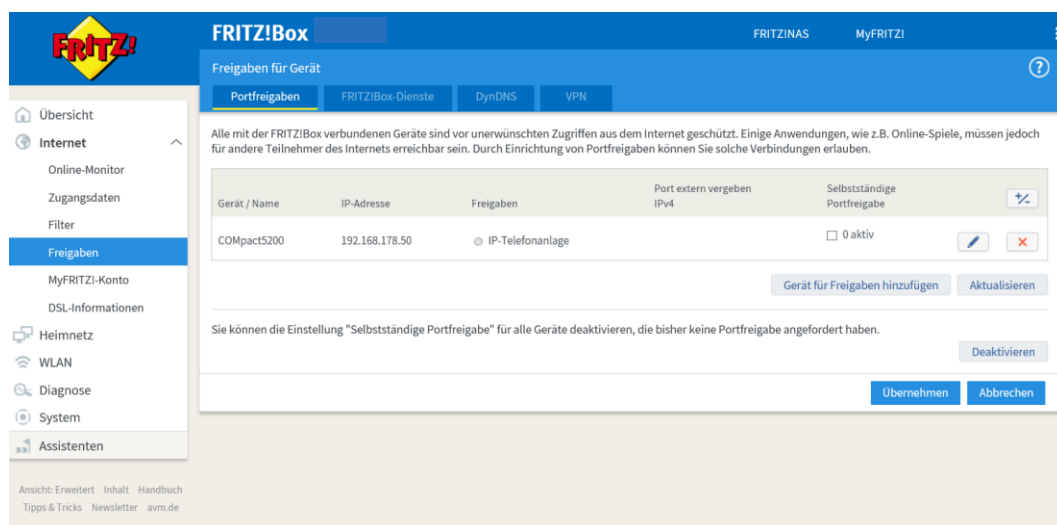 FRITZ!
FRITZ!Box
FRITZ!NAS
MyFRITZ!
Freigaben für Gerät
?
Portfreigaben
FRITZ!Box-Dienste
DynDNS
VPN
Übersicht
Internet
Online-Monitor
Zugangsdaten
Filter
Freigaben
MyFRITZ!-Konto
DSL-Informationen
Heimnetz
WLAN
Diagnose
System
Assistenten
Ansicht: Erweitert Inhalt Handbuch
Tipps & Tricks Newsletter avm.de
Alle mit der FRITZ!Box verbundenen Geräte sind vor unerwünschten Zugriffen aus dem Internet geschützt. Einige Anwendungen, wie z.B. Online-Spiele, müssen jedoch
für andere Teilnehmer des Internets erreichbar sein. Durch Einrichtung von Portfreigaben können Sie solche Verbindungen erlauben.
Gerät / Name
IP-Adresse
Freigaben
Port extern vergeben
IPv4
Selbstständige
Portfreigabe
+/-
COMpact5200
192.168.178.50
IP-Telefonanlage
0 aktiv
Gerät für Freigaben hinzufügen
Aktualisieren
Sie können die Einstellung "Selbstständige Portfreigabe" für alle Geräte deaktivieren, die bisher keine Portfreigabe angefordert haben.
Deaktivieren
Übernehmen
Abbrechen